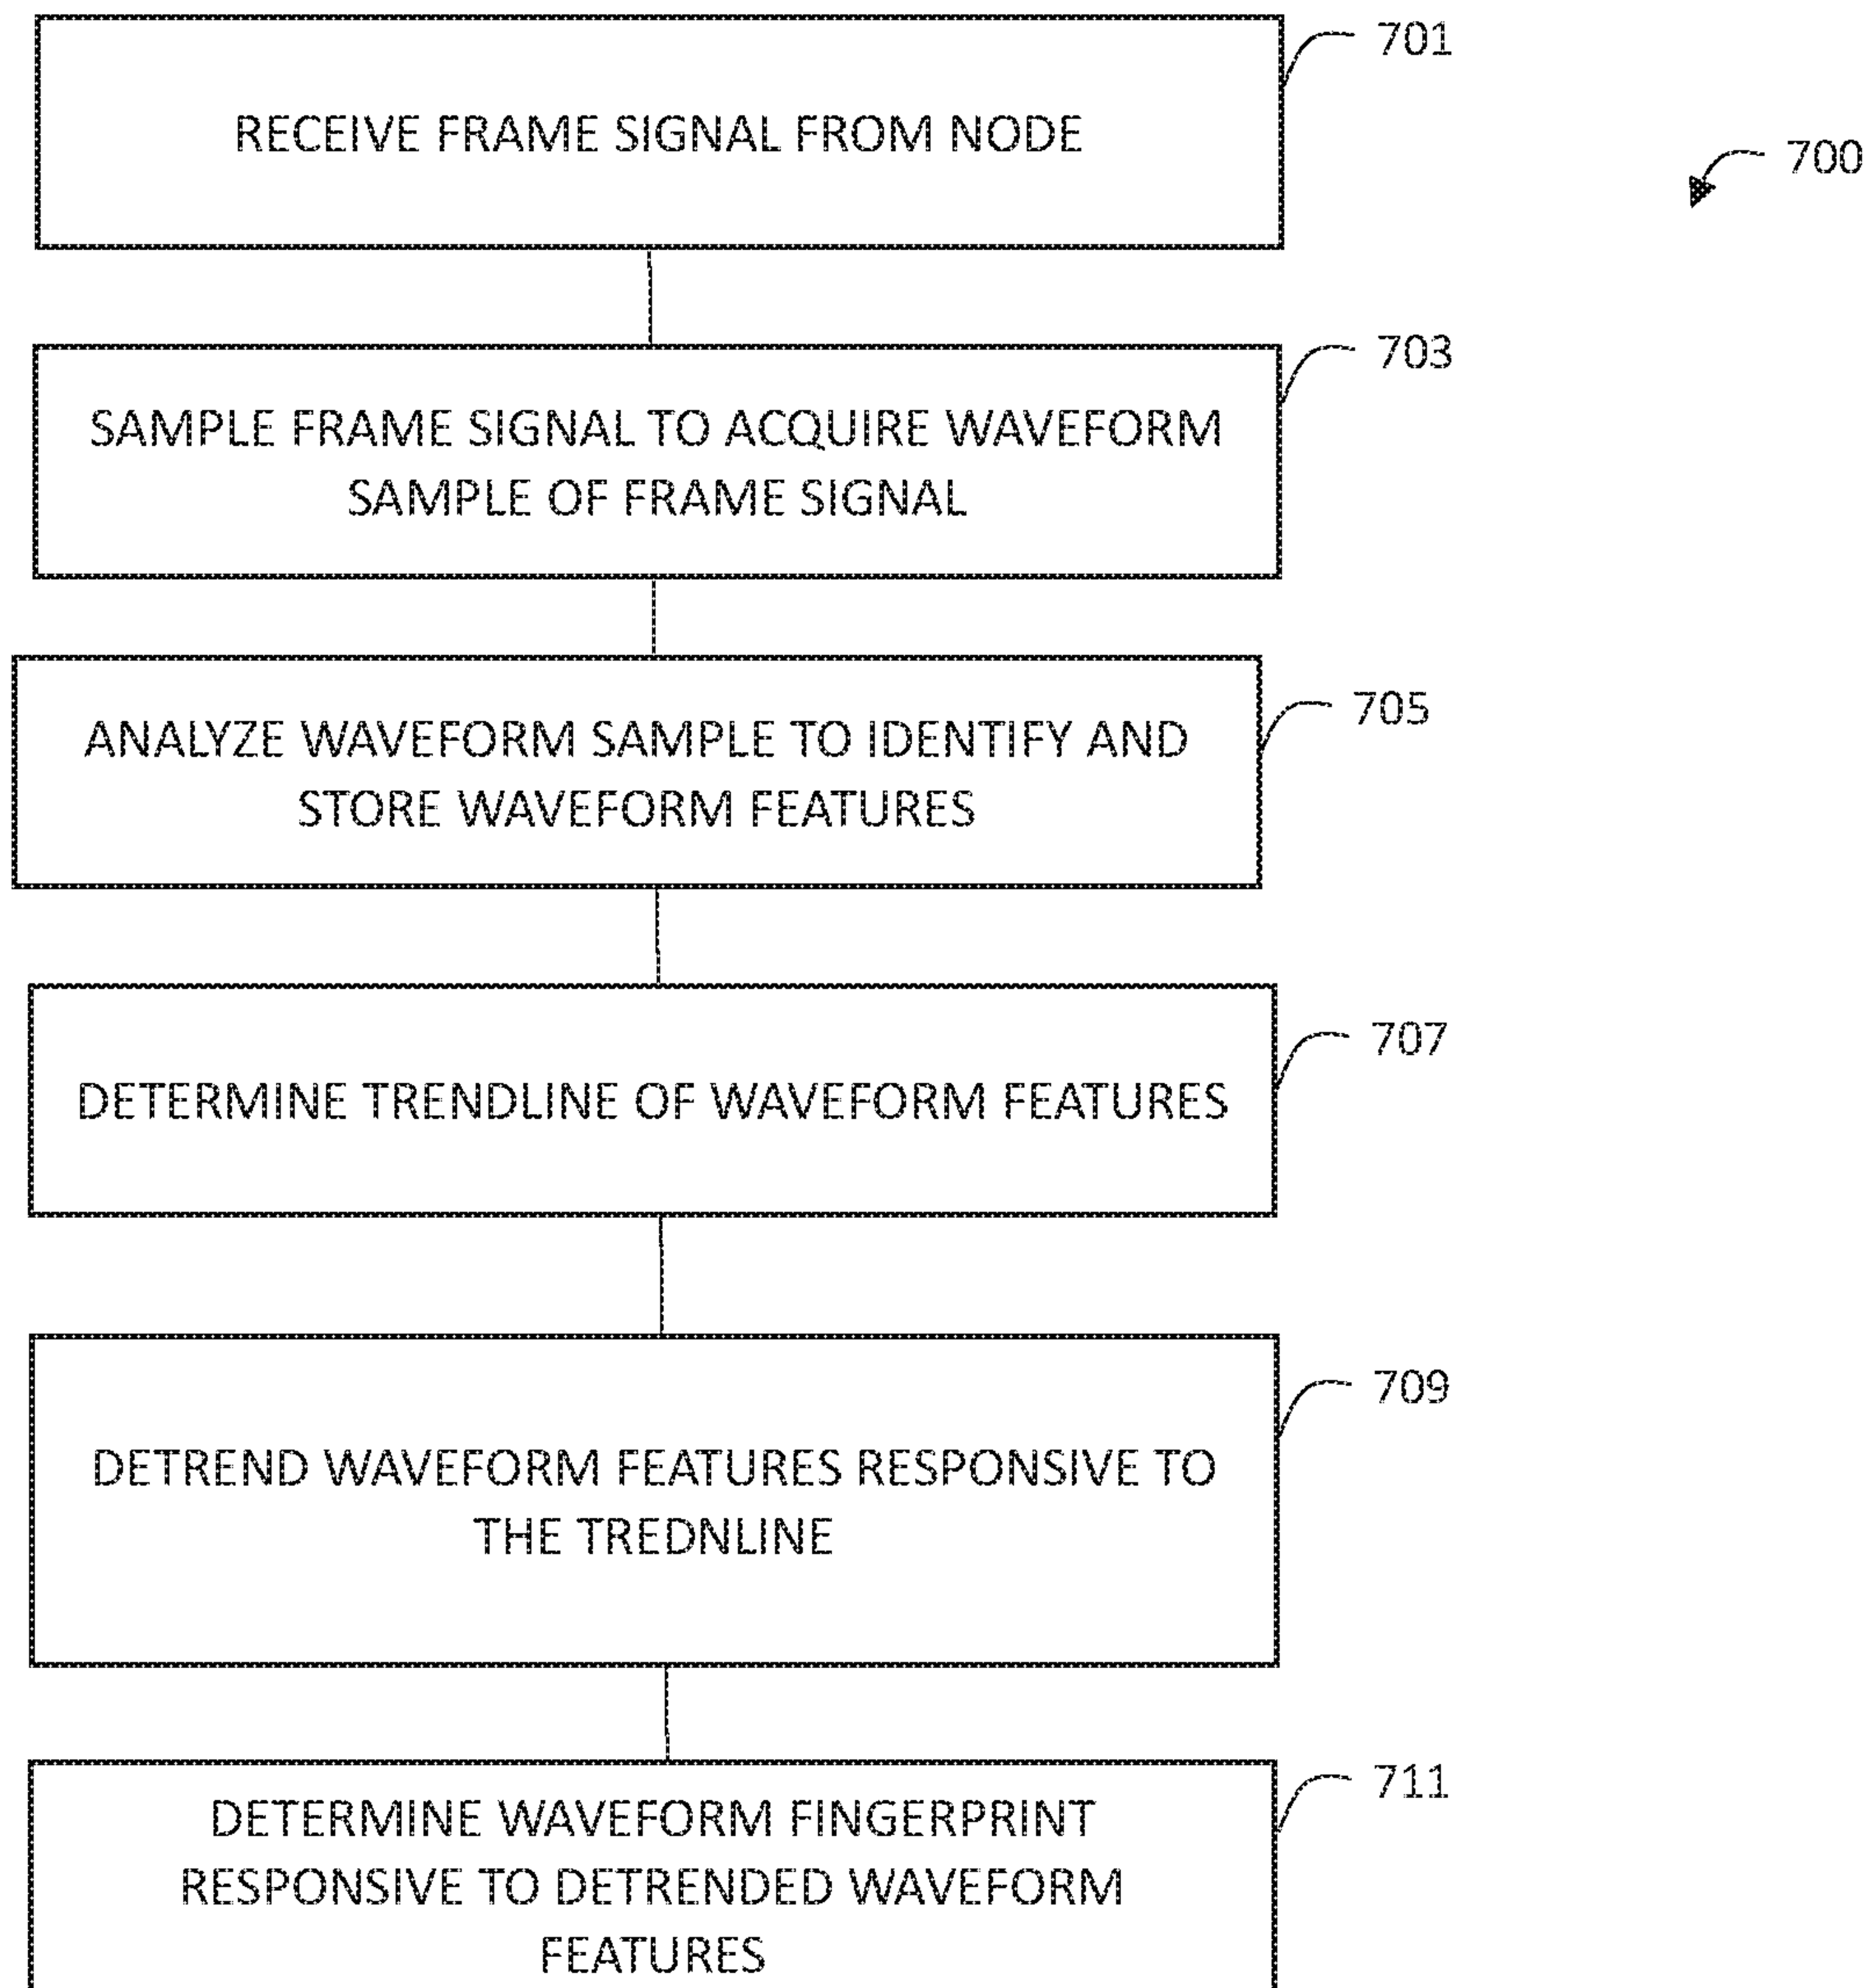 701
RECEIVE FRAME SIGNAL FROM NODE
700
703
SAMPLE FRAME SIGNAL TO ACQUIRE WAVEFORM
SAMPLE OF FRAME SIGNAL
705
ANALYZE WAVEFORM SAMPLE TO IDENTIFY AND
STORE WAVEFORM FEATURES
707
DETERMINE TRENDLINE OF WAVEFORM FEATURES
709
DETREND WAVEFORM FEATURES RESPONSIVE TO
THE TREDNLINE
711
DETERMINE WAVEFORM FINGERPRINT
RESPONSIVE TO DETRENDED WAVEFORM
FEATURES